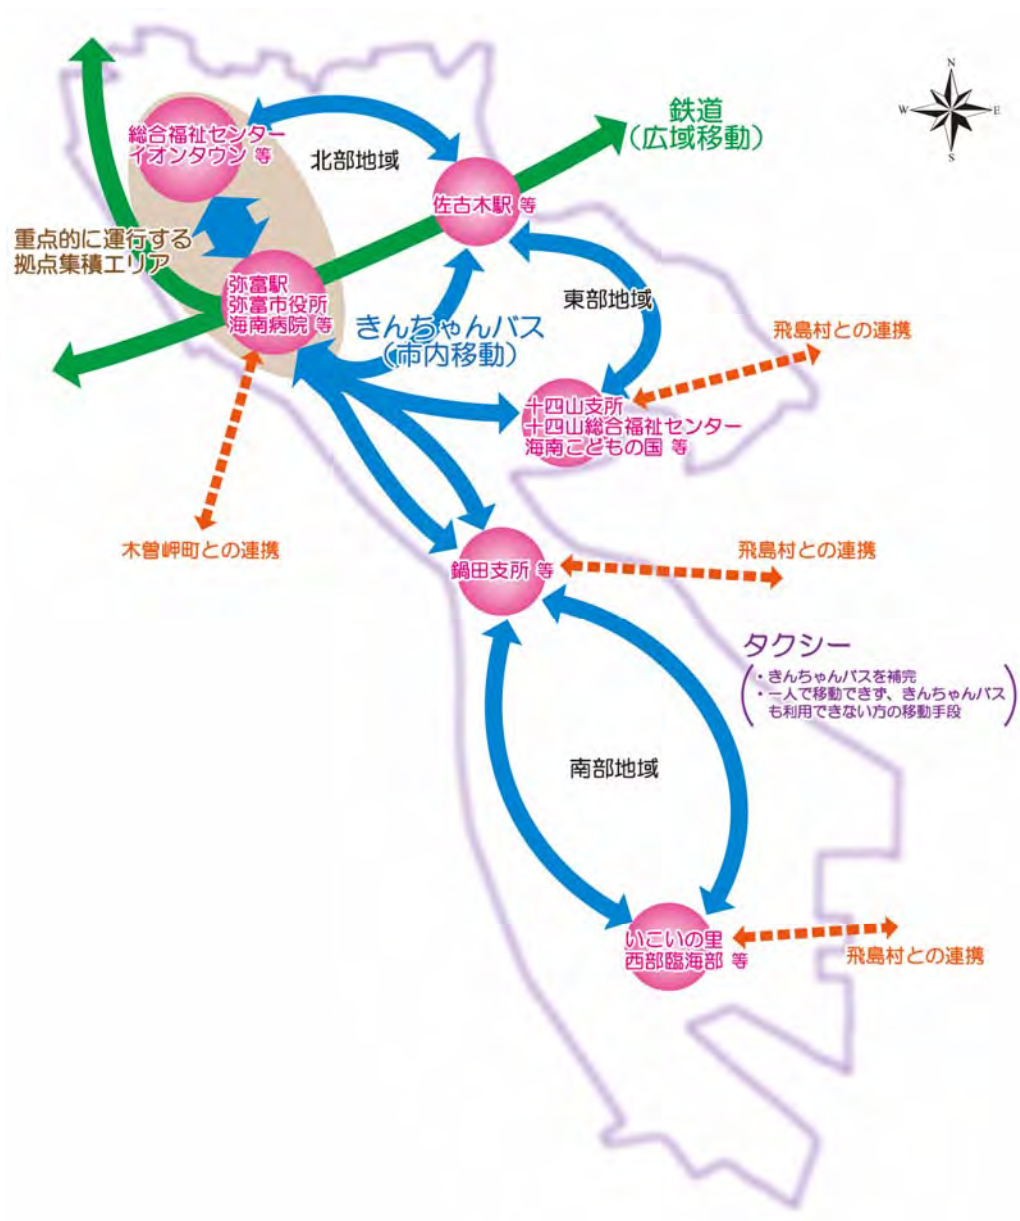 N
W
E
S
鉄道
（広域移動）
総合福祉センター
イオンタウン 等
北部地域
佐古木駅 等
重点的に運行する
拠点集積エリア
弥富駅
弥富市役所
海南病院 等
東部地域
きんちゃんバス
（市内移動）
飛島村との連携
十四山支所
十四山総合福祉センター
海南こどもの国 等
木曽岬町との連携
飛島村との連携
鍋田支所 等
タクシー
・きんちゃんバスを補完
・一人で移動できず、きんちゃんバス
も利用できない方の移動手段
南部地域
いこいの里
西部臨海部 等
飛島村との連携